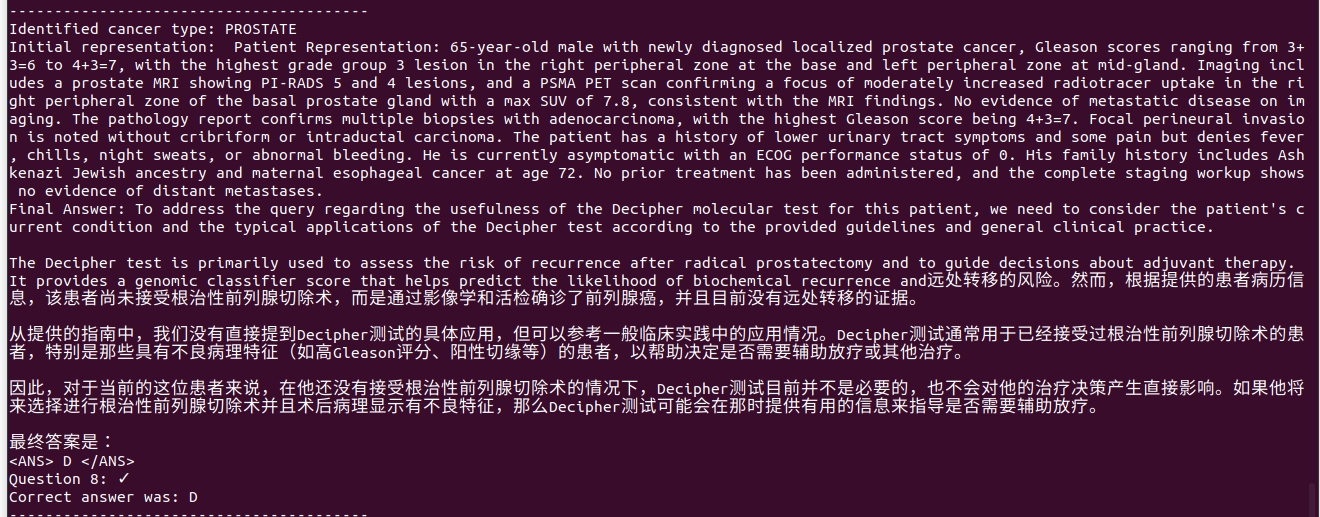 ----------------------------------------
Identified cancer type: PROSTATE
Initial representation:  Patient Representation: 65-year-old male with newly diagnosed localized prostate cancer, Gleason scores ranging from 3+
3=6 to 4+3=7, with the highest grade group 3 lesion in the right peripheral zone at the base and left peripheral zone at mid-gland. Imaging incl
udes a prostate MRI showing PI-RADS 5 and 4 lesions, and a PSMA PET scan confirming a focus of moderately increased radiotracer uptake in the ri
ght peripheral zone of the basal prostate gland with a max SUV of 7.8, consistent with the MRI findings. No evidence of metastatic disease on im
aging. The pathology report confirms multiple biopsies with adenocarcinoma, with the highest Gleason score being 4+3=7. Focal perineural invasio
n is noted without cribriform or intraductal carcinoma. The patient has a history of lower urinary tract symptoms and some pain but denies fever
, chills, night sweats, or abnormal bleeding. He is currently asymptomatic with an ECOG performance status of 0. His family history includes Ash
kenazi Jewish ancestry and maternal esophageal cancer at age 72. No prior treatment has been administered, and the complete staging workup shows
 no evidence of distant metastases.
Final Answer: To address the query regarding the usefulness of the Decipher molecular test for this patient, we need to consider the patient's c
urrent condition and the typical applications of the Decipher test according to the provided guidelines and general clinical practice.

The Decipher test is primarily used to assess the risk of recurrence after radical prostatectomy and to guide decisions about adjuvant therapy.
It provides a genomic classifier score that helps predict the likelihood of biochemical recurrence and远处转移的风险。然而，根据提供的患者病历信
息，该患者尚未接受根治性前列腺切除术，而是通过影像学和活检确诊了前列腺癌，并且目前没有远处转移的证据。

从提供的指南中，我们没有直接提到Decipher测试的具体应用，但可以参考一般临床实践中的应用情况。Decipher测试通常用于已经接受过根治性前列腺切除术的患
者，特别是那些具有不良病理特征（如高Gleason评分、阳性切缘等）的患者，以帮助决定是否需要辅助放疗或其他治疗。

因此，对于当前的这位患者来说，在他还没有接受根治性前列腺切除术的情况下，Decipher测试目前并不是必要的，也不会对他的治疗决策产生直接影响。如果他将
来选择进行根治性前列腺切除术并且术后病理显示有不良特征，那么Decipher测试可能会在那时提供有用的信息来指导是否需要辅助放疗。

最终答案是：
<ANS> D </ANS>
Question 8: ✓
Correct answer was: D
----------------------------------------